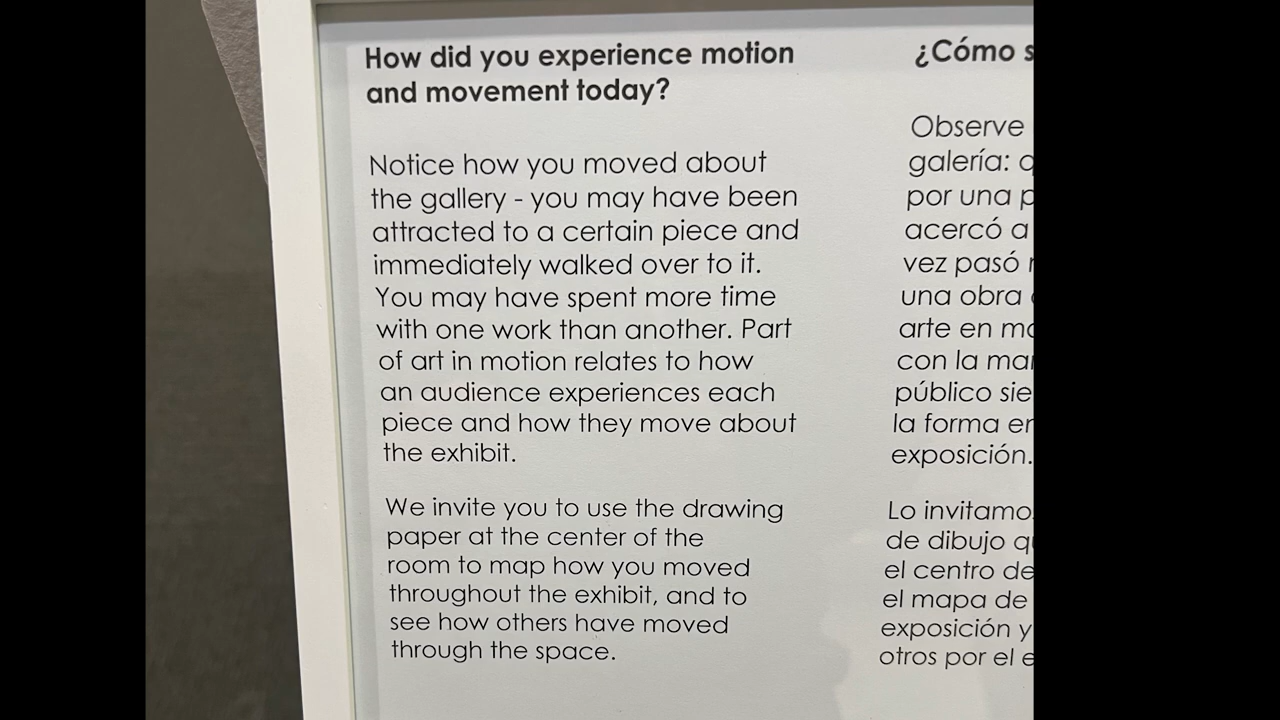 How did you experience motion
and movement today?
Notice how you moved about
the gallery - you may have been
attracted to a certain piece and
immediately walked over to it.
You may have spent more time
with one work than another. Part
of art in motion relates to how
an audience experiences each
piece and how they move about
the exhibit.
We invite you to use the drawing
paper at the center of the
room to map how you moved
throughout the exhibit, and to
see how others have moved
through the space.
¿Cómo
Observe
galería:
por una
acercó a
vez pasó
una obra
arte en
con la
público
la forma
exposición.
Lo
de dibujo
el centro
el mapa de
exposición y
otros por el